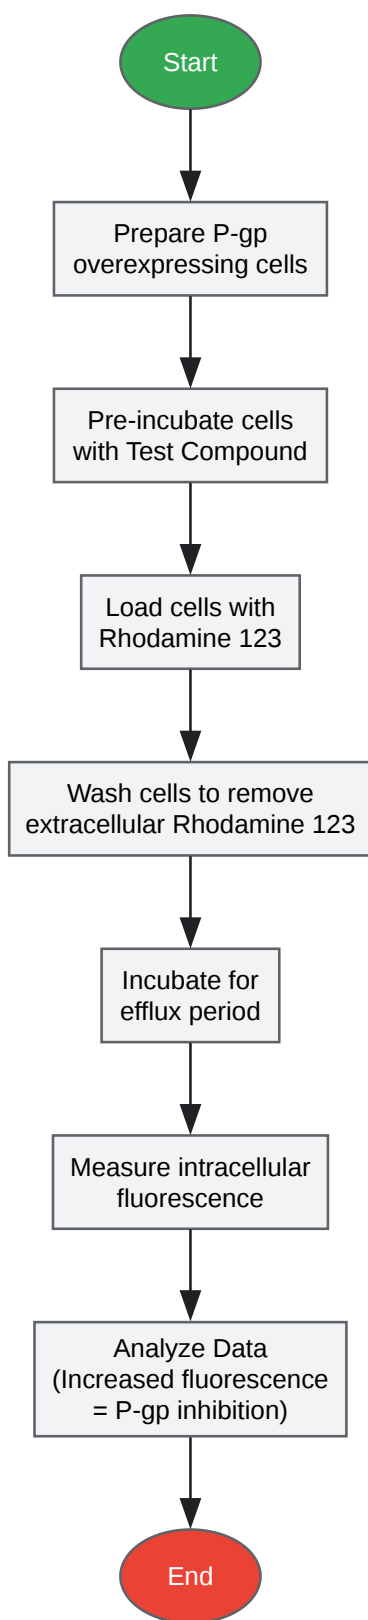 Start
Prepare P-gp
overexpressing cells
Pre-incubate cells
with Test Compound
Load cells with
Rhodamine 123
Wash cells to remove
extracellular Rhodamine 123
Incubate for
efflux period
Measure intracellular
fluorescence
Analyze Data
(Increased fluorescence
= P-gp inhibition)
End